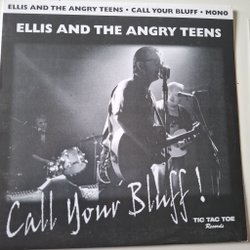 ELLIS AND THE ANGRY TEENS • CALL YOUR BLUFF • MONO
ELLIS AND THE ANGRY TEENS
Call Your Bluff!
TIC TAC TOE
Records